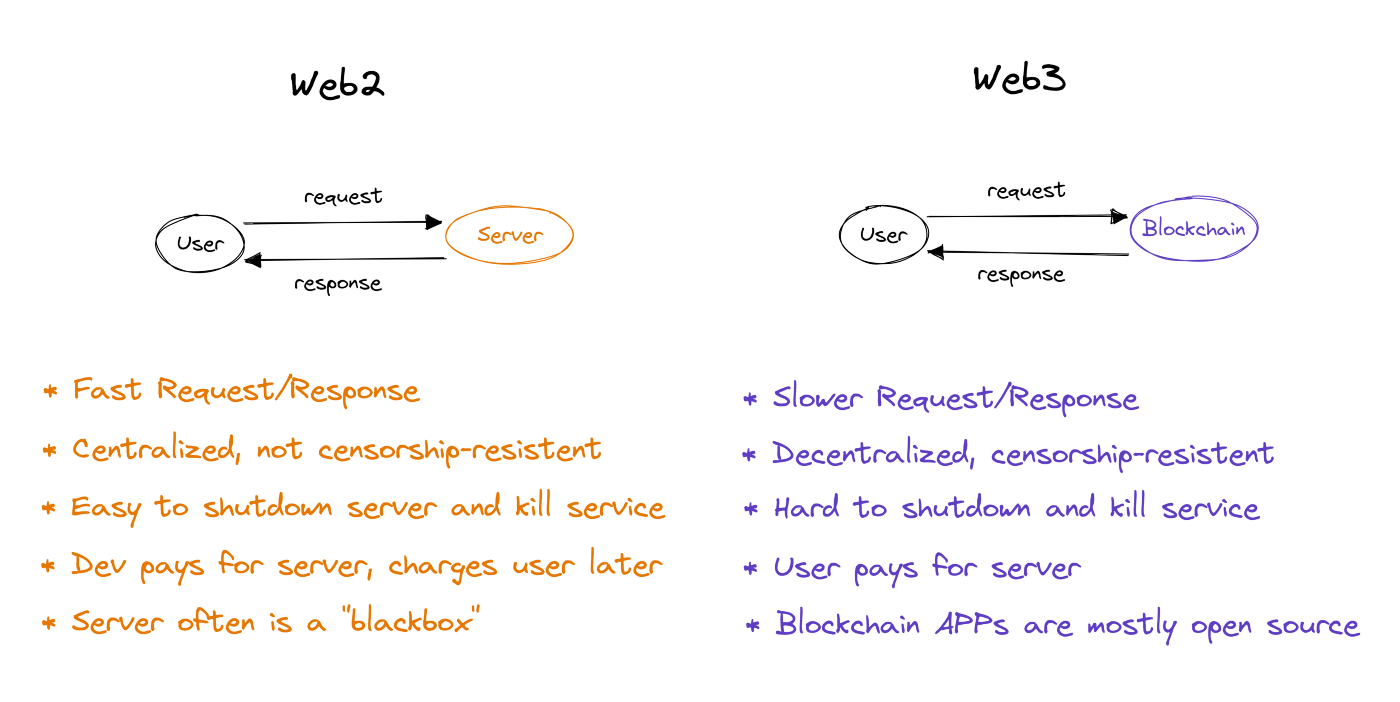 Web2
request
User
Server
response
* Fast Request/Response
* Centralized, not censorship-resistent
* Easy to shutdown server and kill service
* Dev pays for server, charges user later
* Server often is a "blackbox"
Web3
request
User
Blockchain
response
* Slower Request/Response
* Decentralized, censorship-resistent
* Hard to shutdown and kill service
* User pays for server
* Blockchain APPs are mostly open source